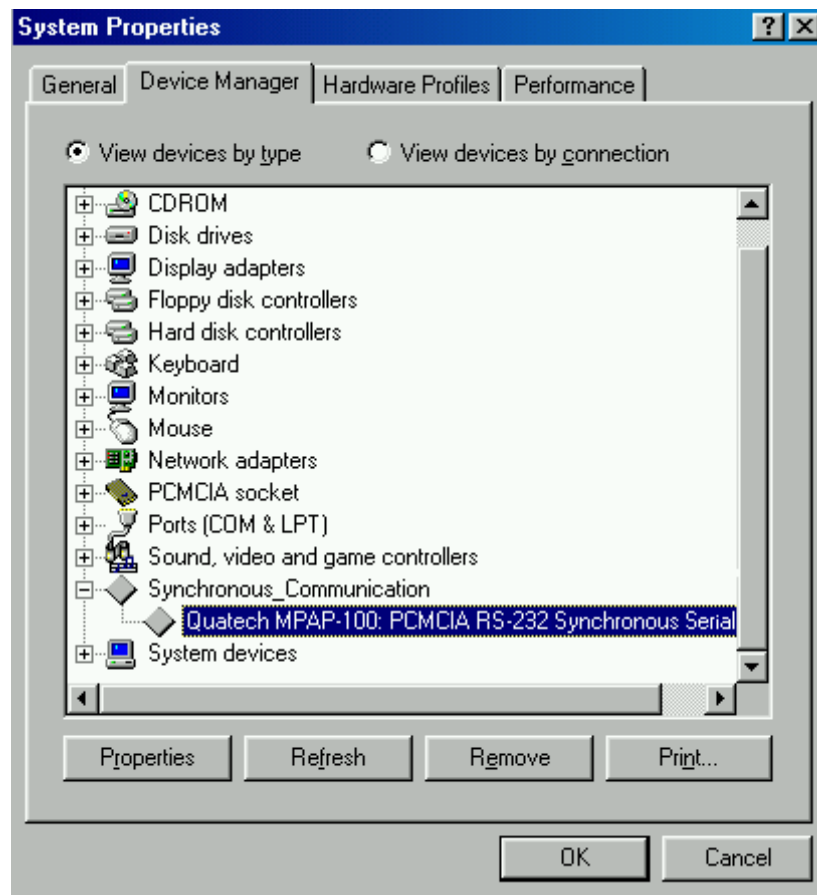 System Properties
General Device Manager Hardware Profiles Performance
View devices by type View devices by connection
CDROM
Disk drives
Display adapters
Floppy disk controllers
Hard disk controllers
Keyboard
Monitors
Mouse
Network adapters
PCMCIA socket
Ports (COM & LPT)
Sound, video and game controllers
Synchronous_Communication
Quatech MPAP-100: PCMCIA RS-232 Synchronous Serial
System devices
Properties Refresh Remove Print...
OK Cancel